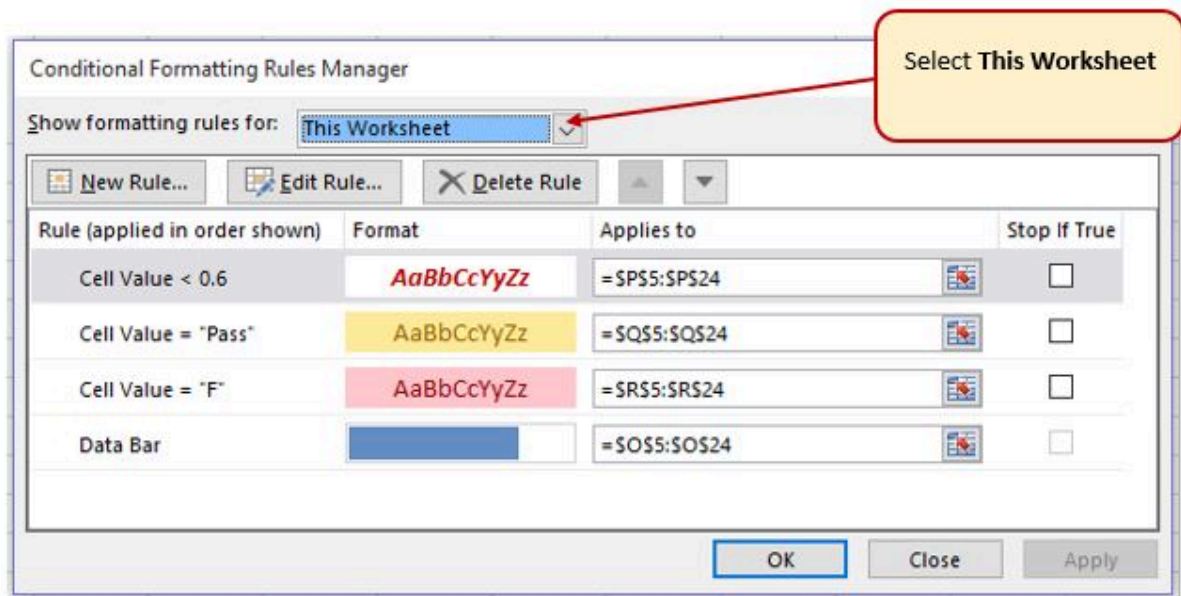 Select This Worksheet
Conditional Formatting Rules Manager
Show formatting rules for: This Worksheet
New Rule... Edit Rule... Delete Rule
Rule (applied in order shown) Format Applies to Stop If True
Cell Value < 0.6 AaBbCcYyZz =$P$5:$P$24
Cell Value = "Pass" AaBbCcYyZz =$Q$5:$Q$24
Cell Value = "F" AaBbCcYyZz =$R$5:$R$24
Data Bar =$O$5:$O$24
OK Close Apply